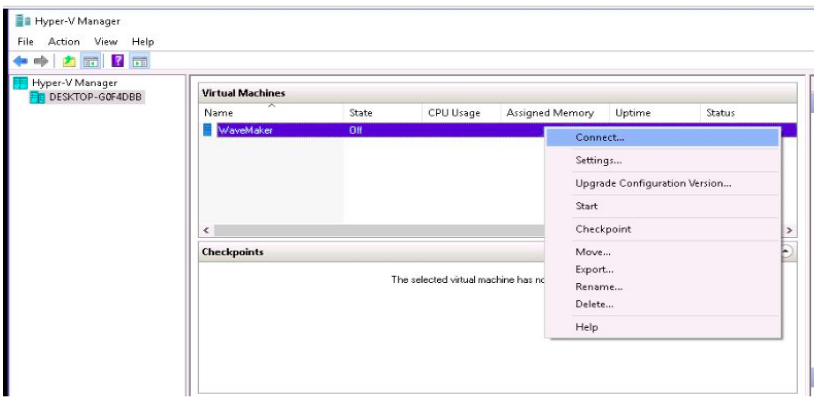 Hyper-V Manager
File Action View Help
Hyper-V Manager
DESKTOP-G0F4DBB
Virtual Machines
Name State CPU Usage Assigned Memory Uptime Status
WaveMaker Off
Connect...
Settings...
Upgrade Configuration Version...
Start
Checkpoint
Move...
Export...
Rename...
Delete...
Help
Checkpoints
The selected virtual machine has no